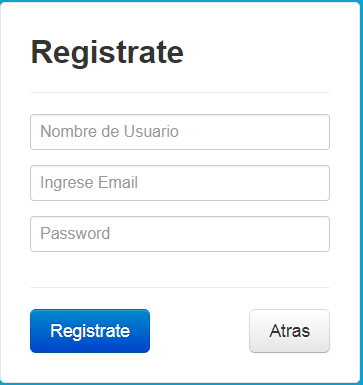 Registrate
Nombre de Usuario
Ingrese Email
Password
Registrate Atras